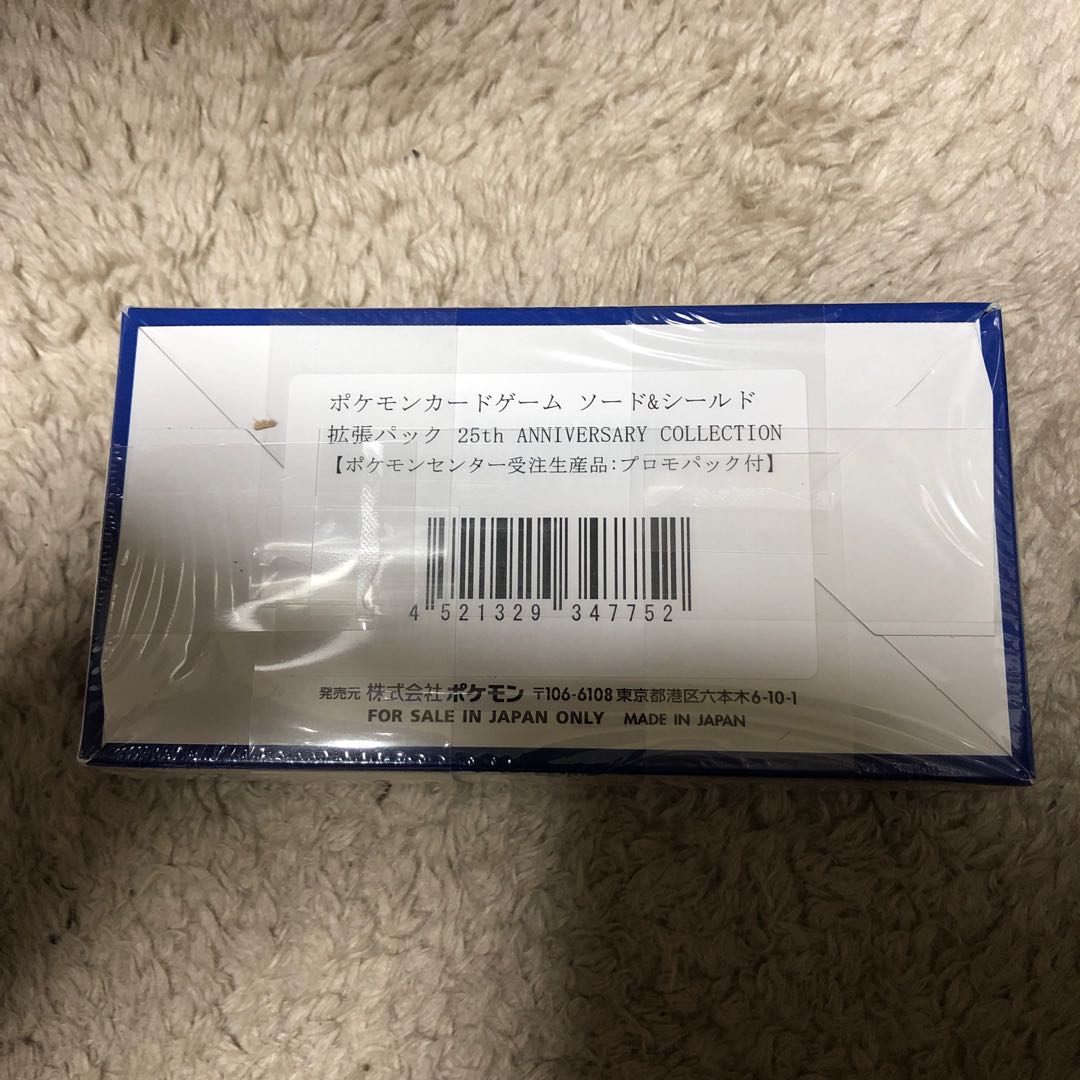 ポケモンカードゲーム ソード&シールド
拡張パック 25th ANNIVERSARY COLLECTION
【ポケモンセンター受注生産品:プロモパック付】
4 521329 347752
発売元 株式会社 ポケモン 〒106-6108 東京都港区六本木6-10-1
FOR SALE IN JAPAN ONLY MADE IN JAPAN